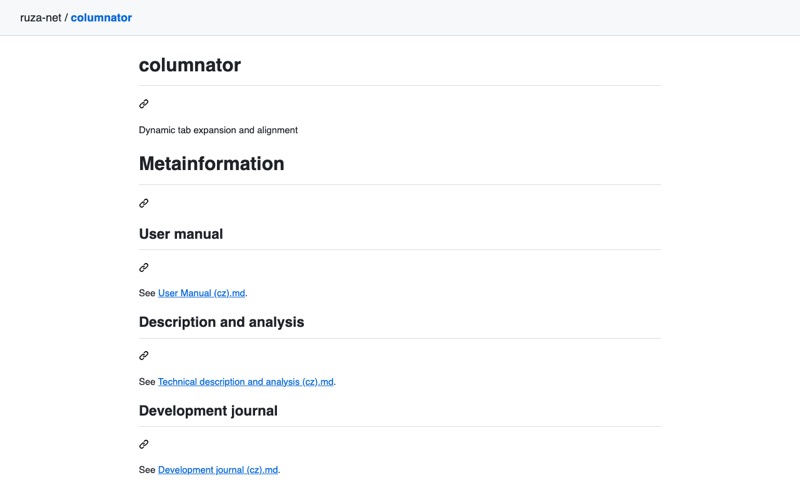 ruza-net / columnator
columnator
Dynamic tab expansion and alignment
Metainformation
User manual
See User Manual (cz).md.
Description and analysis
See Technical description and analysis (cz).md.
Development journal
See Development journal (cz).md.